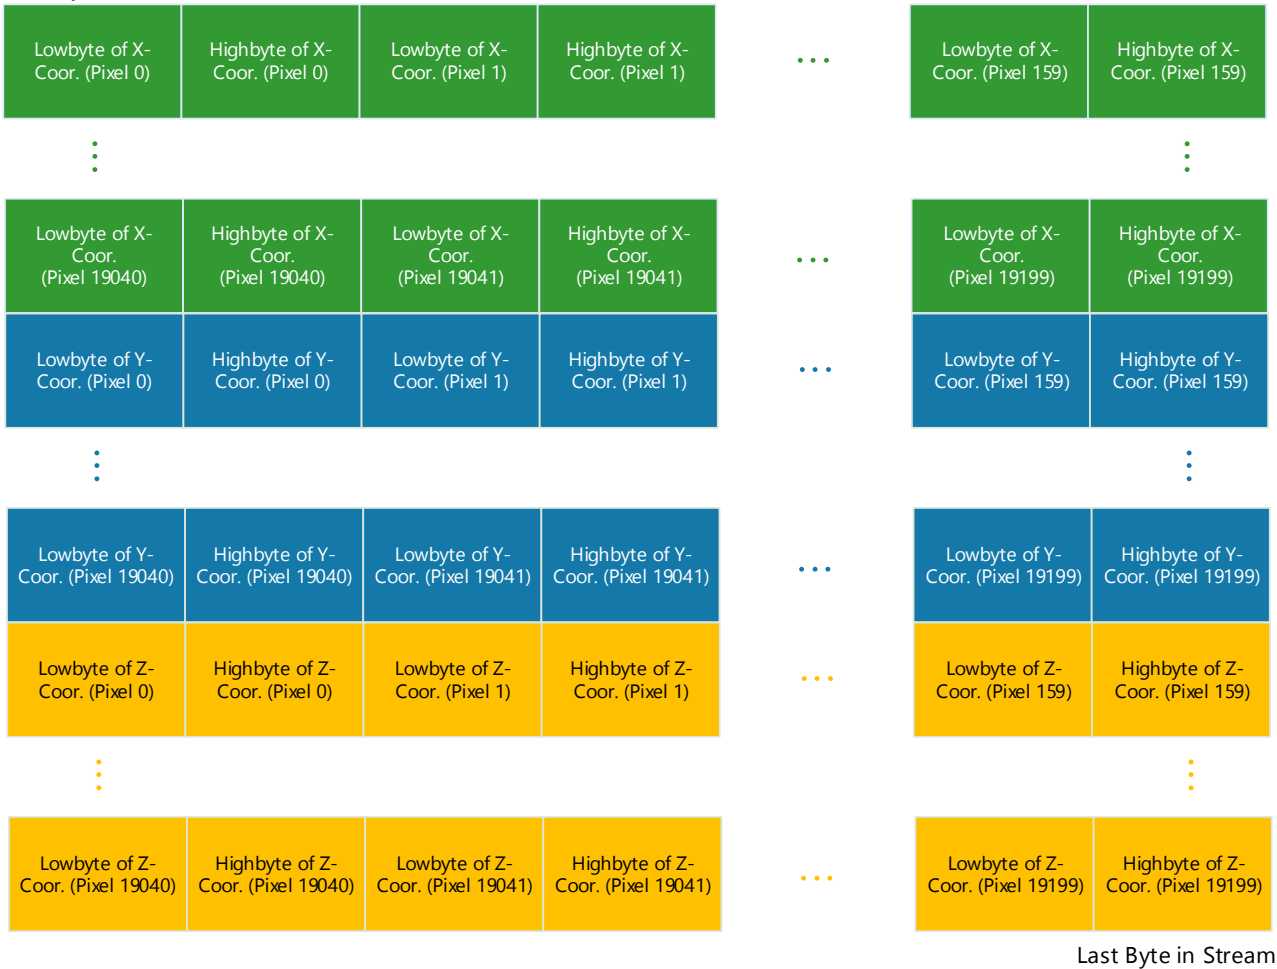 Lowbyte of X-
Coor. (Pixel 0)
Highbyte of X-
Coor. (Pixel 0)
Lowbyte of X-
Coor. (Pixel 1)
Highbyte of X-
Coor. (Pixel 1)
Lowbyte of X-
Coor. (Pixel 159)
Highbyte of X-
Coor. (Pixel 159)
Lowbyte of X-
Coor.
(Pixel 19040)
Highbyte of X-
Coor.
(Pixel 19040)
Lowbyte of X-
Coor.
(Pixel 19041)
Highbyte of X-
Coor.
(Pixel 19041)
Lowbyte of X-
Coor.
(Pixel 19199)
Highbyte of X-
Coor.
(Pixel 19199)
Lowbyte of Y-
Coor. (Pixel 0)
Highbyte of Y-
Coor. (Pixel 0)
Lowbyte of Y-
Coor. (Pixel 1)
Highbyte of Y-
Coor. (Pixel 1)
Lowbyte of Y-
Coor. (Pixel 159)
Highbyte of Y-
Coor. (Pixel 159)
Lowbyte of Y-
Coor. (Pixel 19040)
Highbyte of Y-
Coor. (Pixel 19040)
Lowbyte of Y-
Coor. (Pixel 19041)
Highbyte of Y-
Coor. (Pixel 19041)
Lowbyte of Y-
Coor. (Pixel 19199)
Highbyte of Y-
Coor. (Pixel 19199)
Lowbyte of Z-
Coor. (Pixel 0)
Highbyte of Z-
Coor. (Pixel 0)
Lowbyte of Z-
Coor. (Pixel 1)
Highbyte of Z-
Coor. (Pixel 1)
Lowbyte of Z-
Coor. (Pixel 159)
Highbyte of Z-
Coor. (Pixel 159)
Lowbyte of Z-
Coor. (Pixel 19040)
Highbyte of Z-
Coor. (Pixel 19040)
Lowbyte of Z-
Coor. (Pixel 19041)
Highbyte of Z-
Coor. (Pixel 19041)
Lowbyte of Z-
Coor. (Pixel 19199)
Highbyte of Z-
Coor. (Pixel 19199)
Last Byte in Stream